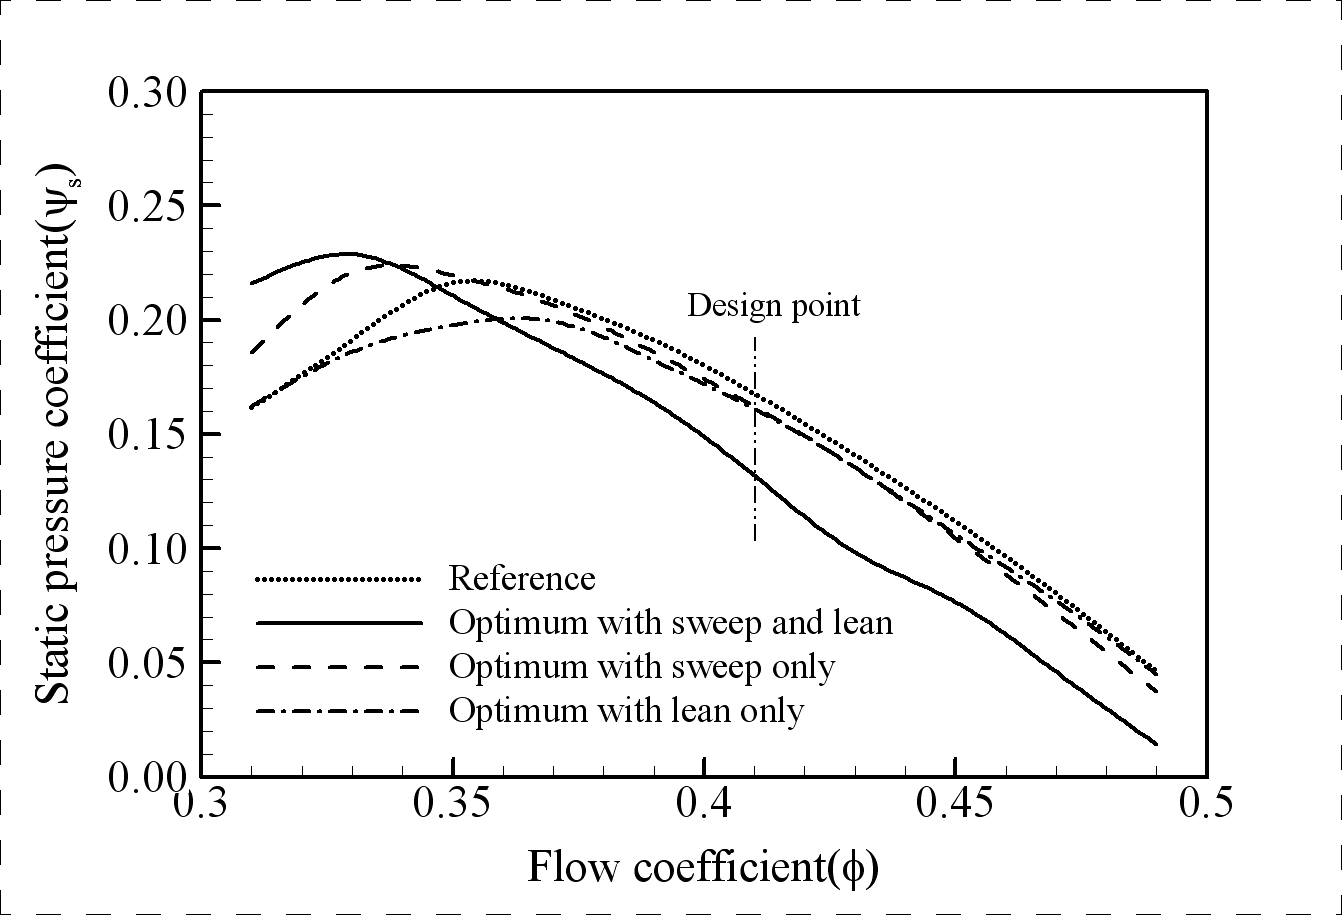 0.30
0.25
0.20
0.15
0.10
0.05
0.00
Static pressure coefficient(ψs)
Design point
Reference
Optimum with sweep and lean
Optimum with sweep only
Optimum with lean only
0.3 0.35 0.4 0.45 0.5
Flow coefficient(ϕ)